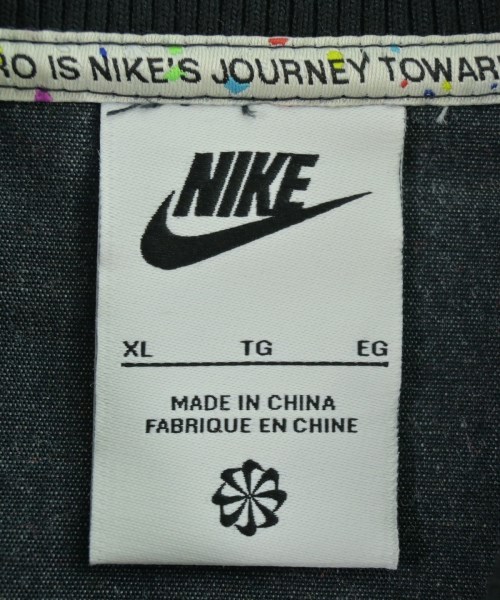 RO IS NIKE'S JOURNEY TOWAR
NIKE
XL TG EG
MADE IN CHINA
FABRIQUE EN CHINE